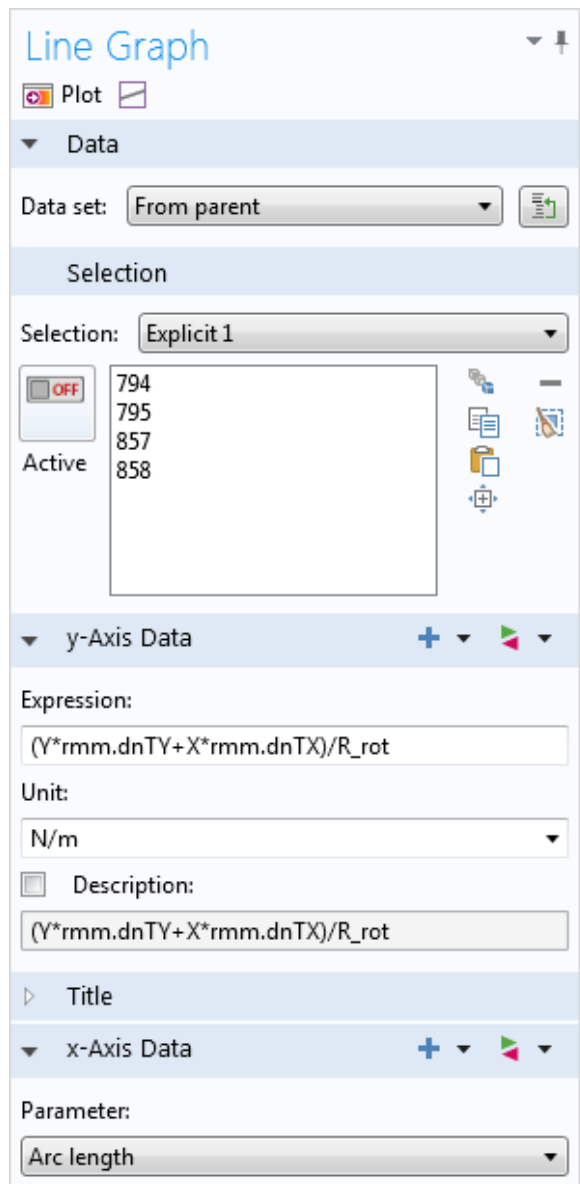 Line Graph
Plot
Data
Data set: From parent
Selection
Selection: Explicit 1
OFF
Active
794
795
857
858
y-Axis Data
Expression:
(Y*rmm.dnTY+X*rmm.dnTX)/R_rot
Unit:
N/m
Description:
(Y*rmm.dnTY+X*rmm.dnTX)/R_rot
Title
x-Axis Data
Parameter:
Arc length